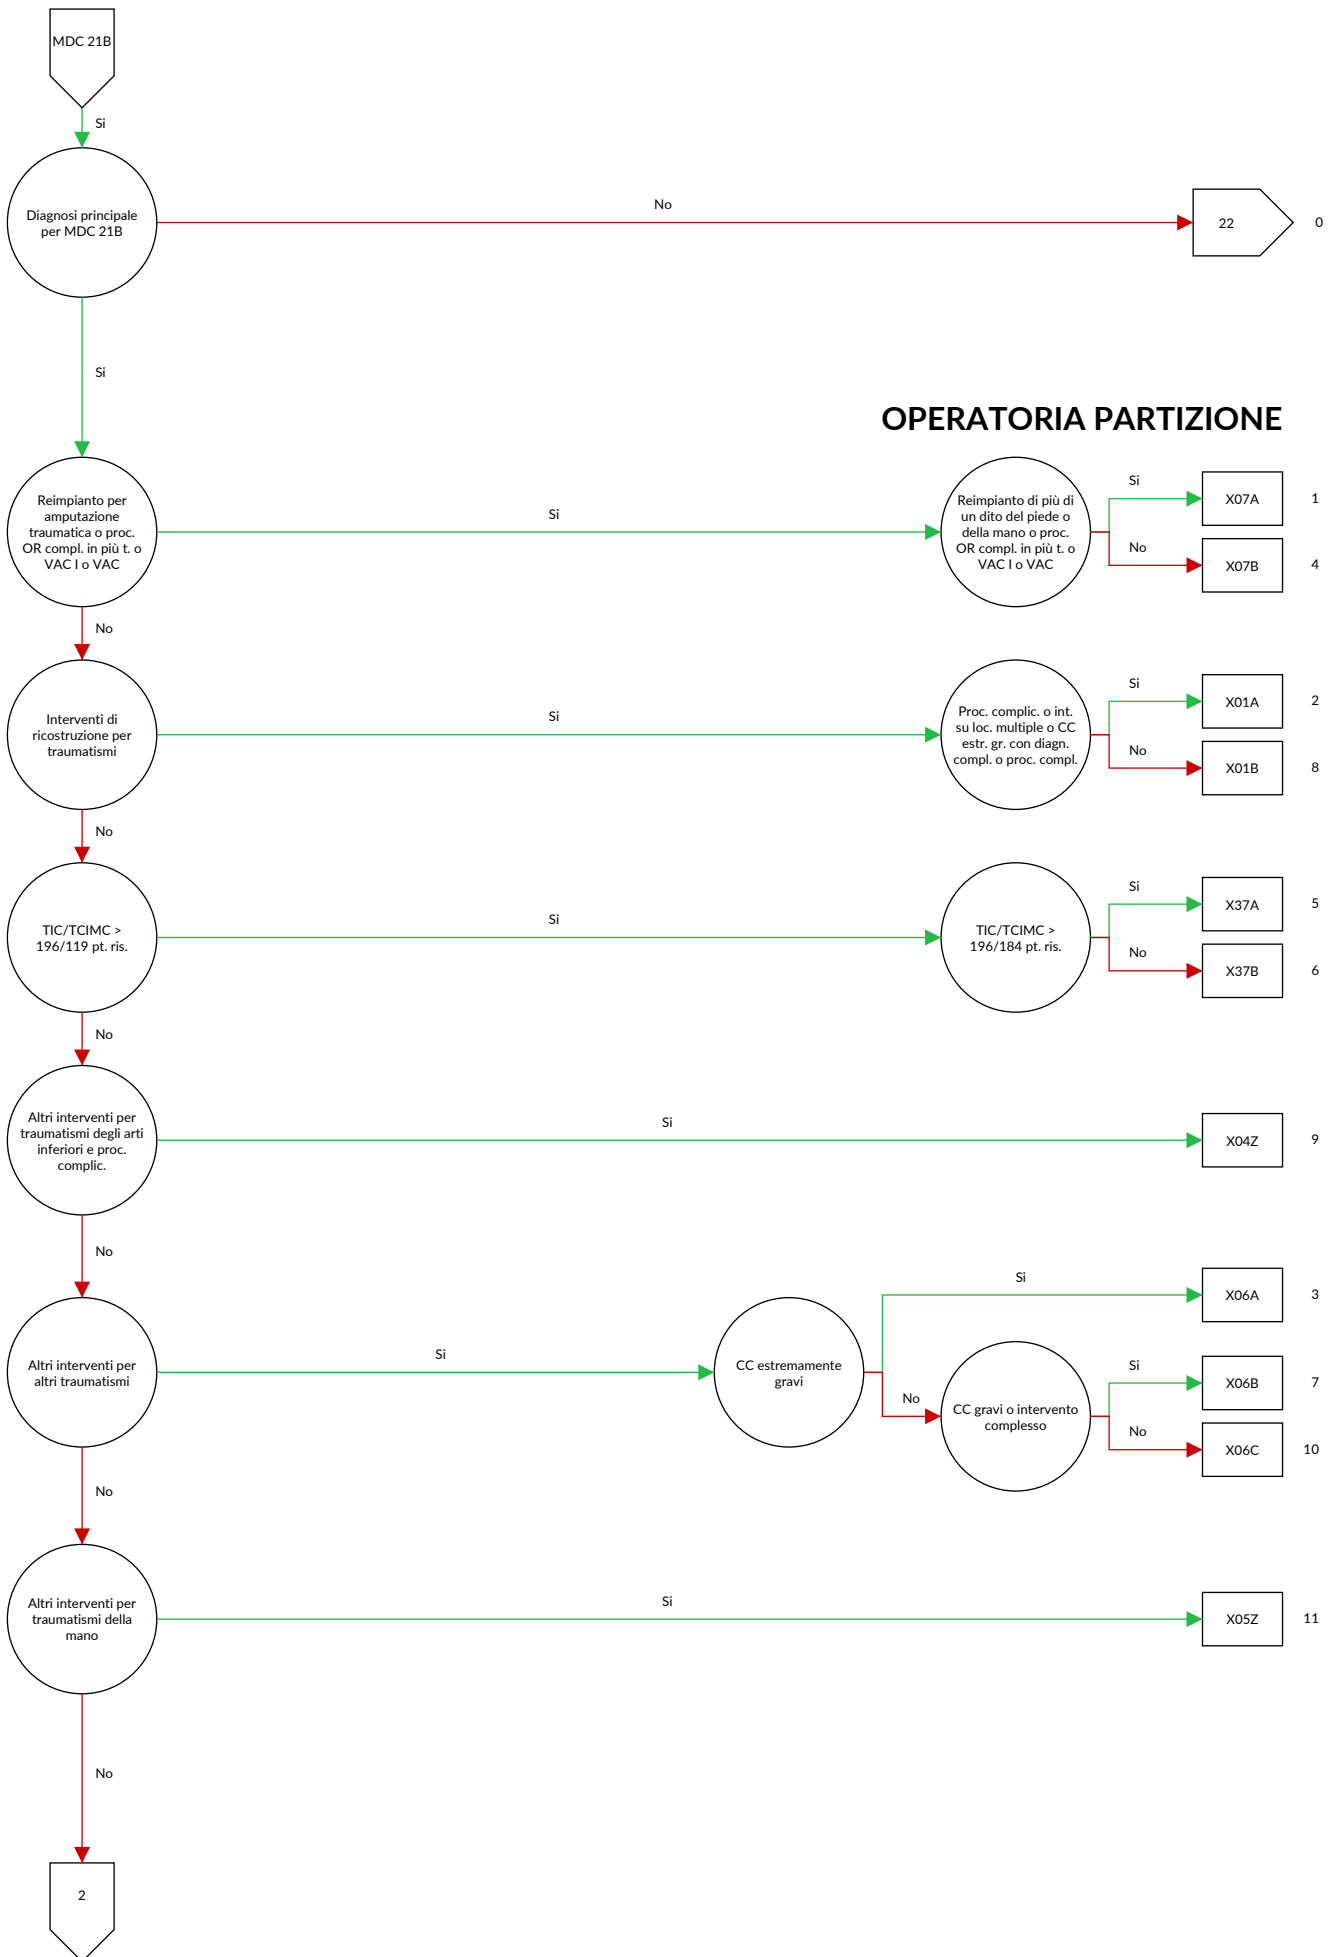 MDC 21B
Si
Diagnosi principale
per MDC 21B
No
22
0
Si
OPERATORIA PARTIZIONE
Reimpianto per
amputazione
traumatica o proc.
OR compl. in più t. o
VAC I o VAC
Si
Reimpianto di più di
un dito del piede o
della mano o proc.
OR compl. in più t. o
VAC I o VAC
Si
X07A
1
No
X07B
4
No
Interventi di
ricostruzione per
traumatismi
Si
Proc. complic. o int.
su loc. multiple o CC
estr. gr. con diagn.
compl. o proc. compl.
Si
X01A
2
No
X01B
8
No
TIC/TCIMC >
196/119 pt. ris.
Si
TIC/TCIMC >
196/184 pt. ris.
Si
X37A
5
No
X37B
6
No
Altri interventi per
traumatismi degli arti
inferiori e proc.
complic.
Si
X04Z
9
No
Altri interventi per
altri traumatismi
Si
CC estremamente
gravi
Si
X06A
3
No
CC gravi o intervento
complesso
Si
X06B
7
No
X06C
10
No
Altri interventi per
traumatismi della
mano
Si
X05Z
11
No
2